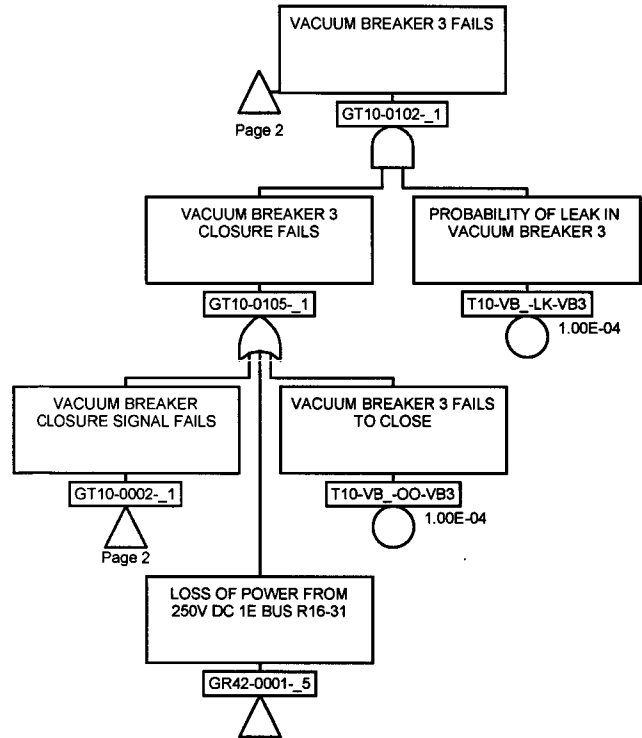 VACUUM BREAKER 3 FAILS
Page 2
GT10-0102-_1
VACUUM BREAKER 3
CLOSURE FAILS
PROBABILITY OF LEAK IN
VACUUM BREAKER 3
GT10-0105-_1
T10-VB_-LK-VB3
1.00E-04
VACUUM BREAKER
CLOSURE SIGNAL FAILS
VACUUM BREAKER 3 FAILS
TO CLOSE
GT10-0002-_1
T10-VB_-OO-VB3
1.00E-04
Page 2
LOSS OF POWER FROM
250V DC 1E BUS R16-31
GR42-0001-_5